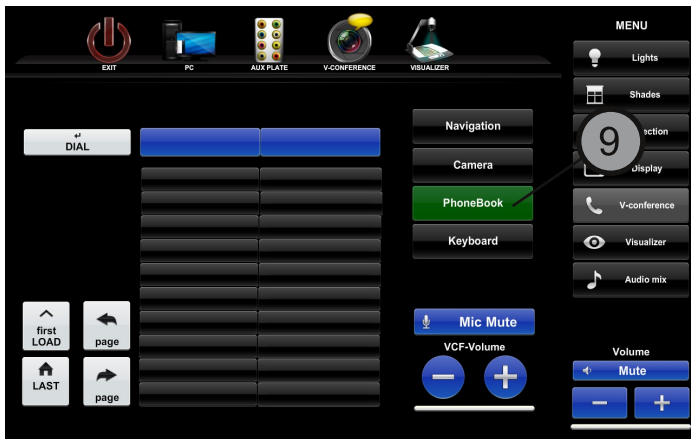 EXIT
PC
AUX PLATE
V-CONFERENCE
VISUALIZER
MENU
Lights
Shades
ection
Display
V-conference
Visualizer
Audio mix
9
DIAL
Navigation
Camera
PhoneBook
Keyboard
first
LOAD
page
LAST
page
Mic Mute
VCF-Volume
Volume
Mute